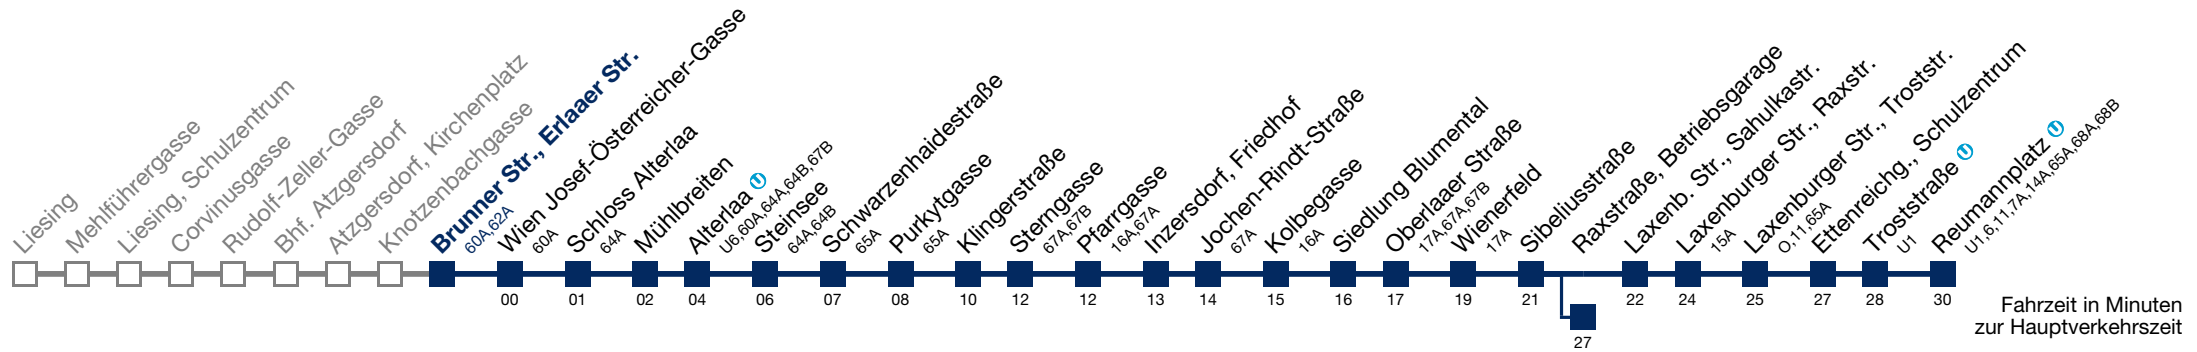 Liesing
Mehlführergasse
Liesing, Schulzentrum
Corvinusgasse
Rudolf-Zeller-Gasse
Bhf. Atzgersdorf
Atzgersdorf, Kirchenplatz
Knotzenbachgasse
Brunner Str., Erlaaer Str.
60A,62A
Wien Josef-Österreicher-Gasse
60A
00
Schloss Alterlaa
64A
01
Mühlbreiten
02
Alterlaa U
U6,60A,64A,64B,67B
04
Steinsee
64A,64B
06
Schwarzenhaidestraße
65A
07
Purkytgasse
65A
08
Klingerstraße
10
Sterngasse
67A,67B
12
Pfarrgasse
16A,67A
12
Inzersdorf, Friedhof
13
Jochen-Rindt-Straße
67A
14
Kolbegasse
16A
15
Siedlung Blumental
16
Oberlaaer Straße
17A,67A,67B
17
Wienerfeld
17A
19
Sibeliusstraße
21
Raxstraße, Betriebsgarage
27
Laxenb. Str., Sahulkastr.
22
Laxenburger Str., Raxstr.
15A
24
Laxenburger Str., Troststr.
O,11,65A
25
Ettenreichg., Schulzentrum
27
Troststraße U
U1
28
Reumannplatz U
U1,6,11,7A,14A,65A,68A,68B
30
Fahrzeit in Minuten
zur Hauptverkehrszeit